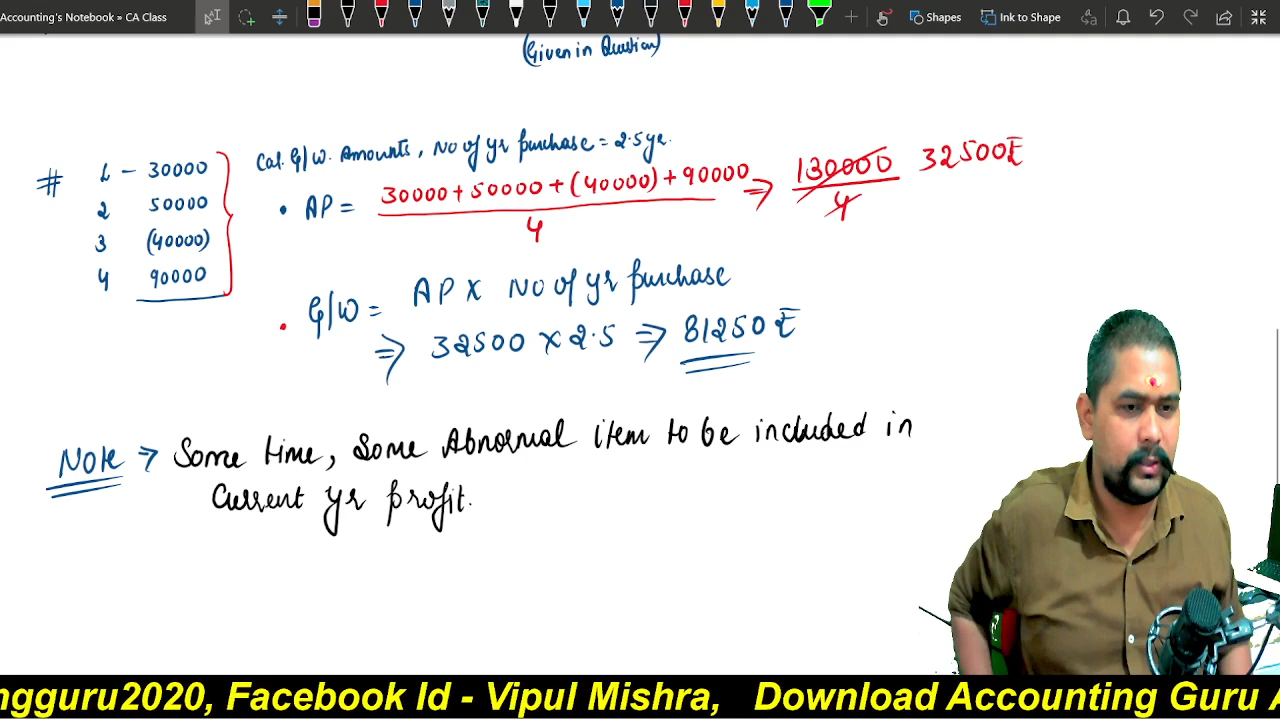 Accounting's Notebook » CA Class
Shapes
Ink to Shape
(Given in Question)
# 1 - 30000
2 50000
3 (40000)
4 90000
Cal. G/W. Amounts, No of yr purchase = 2.5 yr.
• AP = 30000 + 50000 + (40000) + 90000 / 4 ⇒ 130000 / 4 32500₹
• G/W = AP X No of yr purchase
⇒ 32500 X 2.5 ⇒ 81250₹
Note ⇒ Some time, Some Abnormal item to be included in
Current yr profit.
ngguru2020, Facebook Id - Vipul Mishra, Download Accounting Guru A